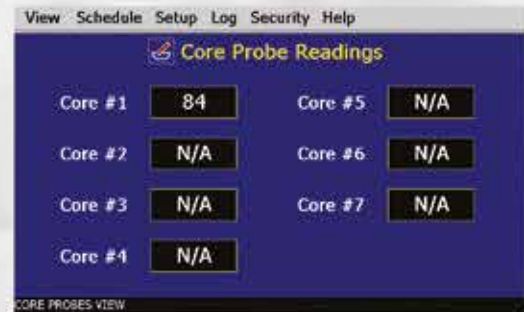 View Schedule Setup Log Security Help
Core Probe Readings
Core #1 84 Core #5 N/A
Core #2 N/A Core #6 N/A
Core #3 N/A Core #7 N/A
Core #4 N/A
CORE PROBES VIEW